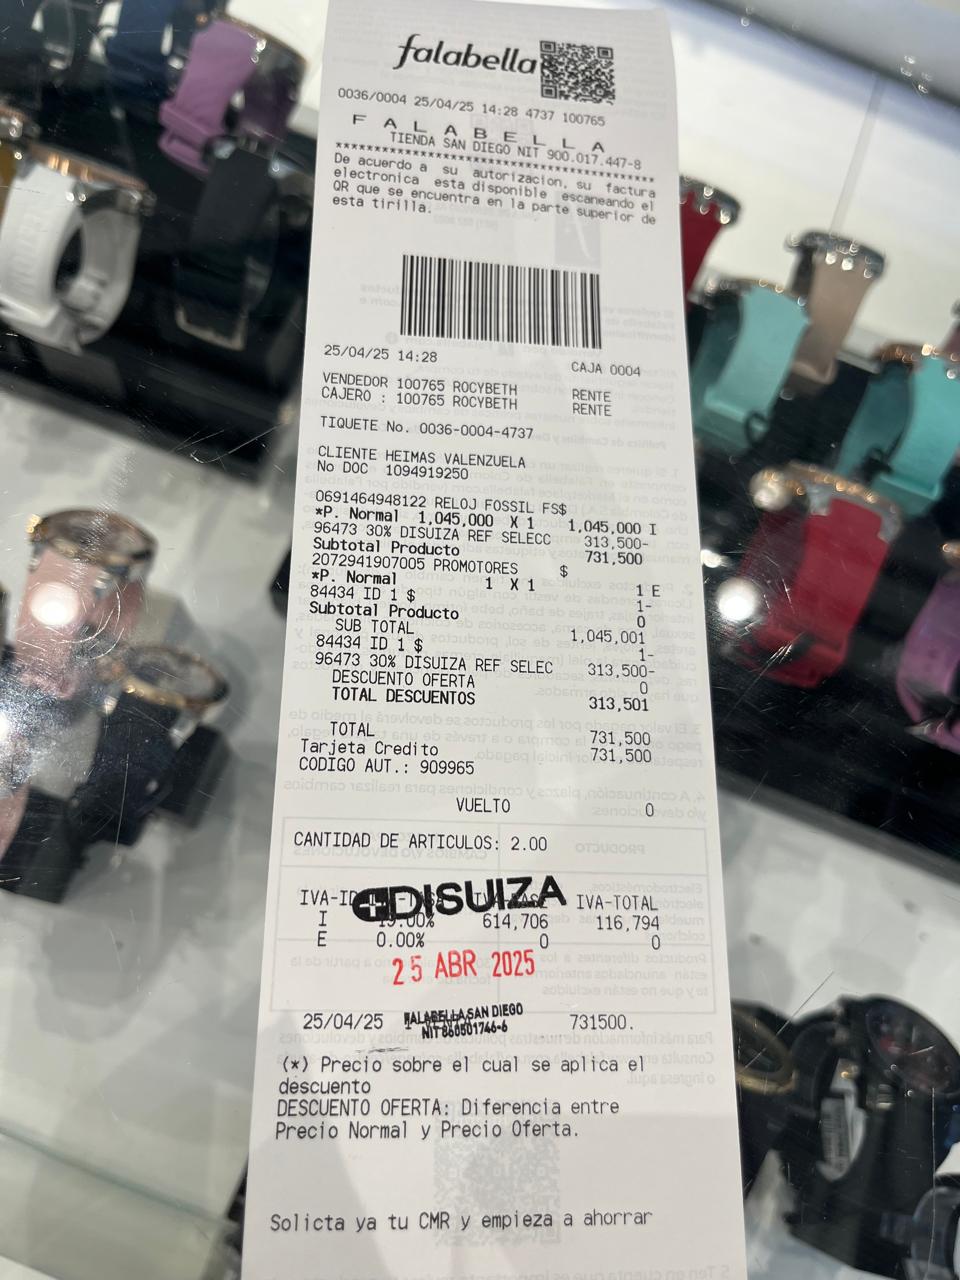 falabella
0036/0004 25/04/25 14:28 4737 100765
F A L A B E L L A
TIENDA SAN DIEGO NIT 900.017.447-8
****************************************
De acuerdo a su autorizacion, su factura
electronica esta disponible escaneando el
QR que se encuentra en la parte superior de
esta tirilla.
25/04/25 14:28 CAJA 0004
VENDEDOR 100765 ROCYBETH RENTE
CAJERO : 100765 ROCYBETH RENTE
TIQUETE No. 0036-0004-4737
CLIENTE HEIMAS VALENZUELA
No DOC 1094919250
0691464948122 RELOJ FOSSIL FS$
*P. Normal 1,045,000 X 1 1,045,000 I
96473 30% DISUIZA REF SELECC 313,500-
Subtotal Producto 731,500
2072941907005 PROMOTORES $
*P. Normal 1 X 1 1 E
84434 ID 1 $ 1-
Subtotal Producto 0
SUB TOTAL 1,045,001
84434 ID 1 $ 1-
96473 30% DISUIZA REF SELEC 313,500-
DESCUENTO OFERTA 0
TOTAL DESCUENTOS 313,501
TOTAL 731,500
Tarjeta Credito 731,500
CODIGO AUT.: 909965
VUELTO 0
CANTIDAD DE ARTICULOS: 2.00
IVA-ID IVA-TOTAL
DISUIZA
I 19.00% 614,706 116,794
E 0.00% 0 0
25 ABR 2025
25/04/25 731500.
FALABELLA SAN DIEGO
NIT 860501746-6
(*) Precio sobre el cual se aplica el
descuento
DESCUENTO OFERTA: Diferencia entre
Precio Normal y Precio Oferta.
Solicta ya tu CMR y empieza a ahorrar